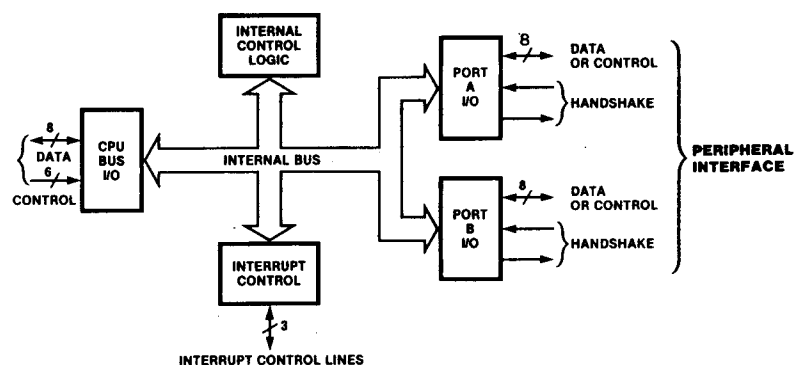 INTERNAL
CONTROL
LOGIC
8
DATA
6
CONTROL
CPU
BUS
I/O
INTERNAL BUS
INTERRUPT
CONTROL
3
INTERRUPT CONTROL LINES
PORT
A
I/O
8
DATA
OR CONTROL
HANDSHAKE
PORT
B
I/O
8
DATA
OR CONTROL
HANDSHAKE
PERIPHERAL
INTERFACE